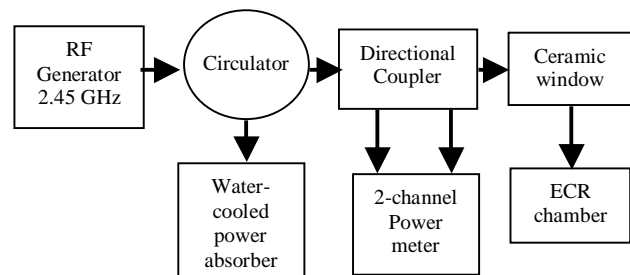 RF
Generator
2.45 GHz
Circulator
Directional
Coupler
Ceramic
window
Water-
cooled
power
absorber
2-channel
Power
meter
ECR
chamber